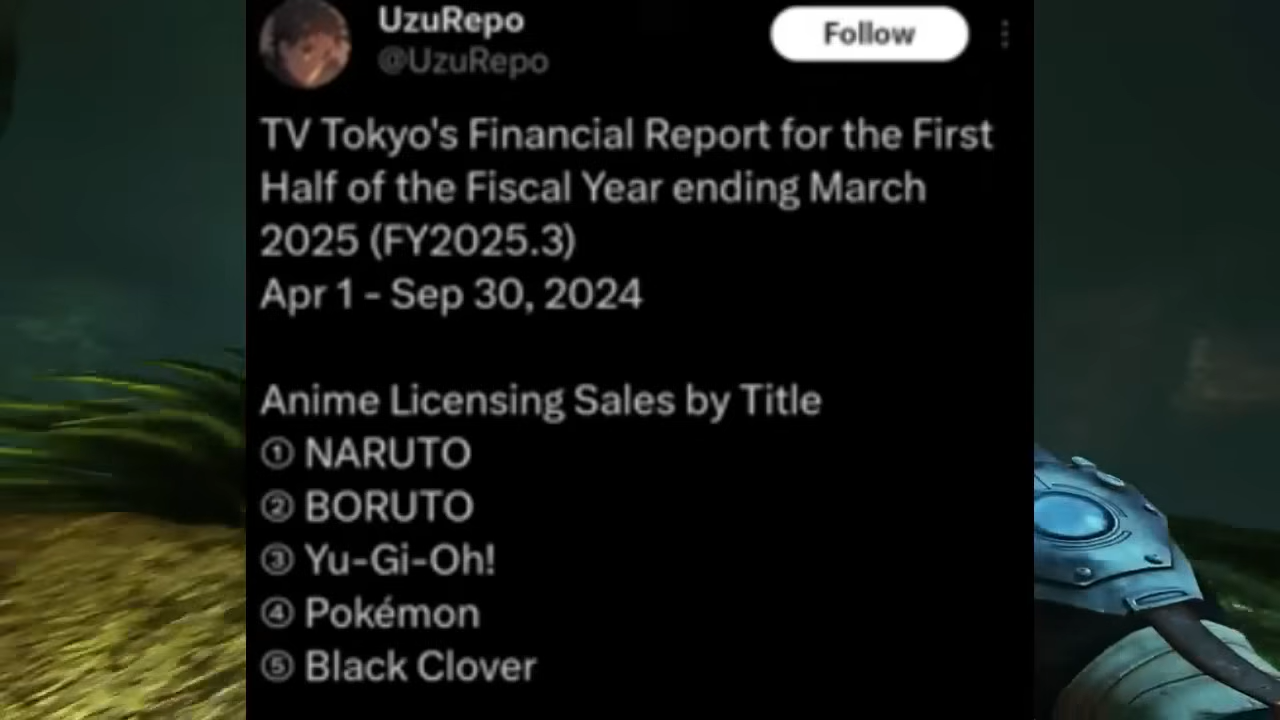 UzuRepo
@UzuRepo
Follow
TV Tokyo's Financial Report for the First
Half of the Fiscal Year ending March
2025 (FY2025.3)
Apr 1 - Sep 30, 2024
Anime Licensing Sales by Title
① NARUTO
② BORUTO
③ Yu-Gi-Oh!
④ Pokémon
⑤ Black Clover